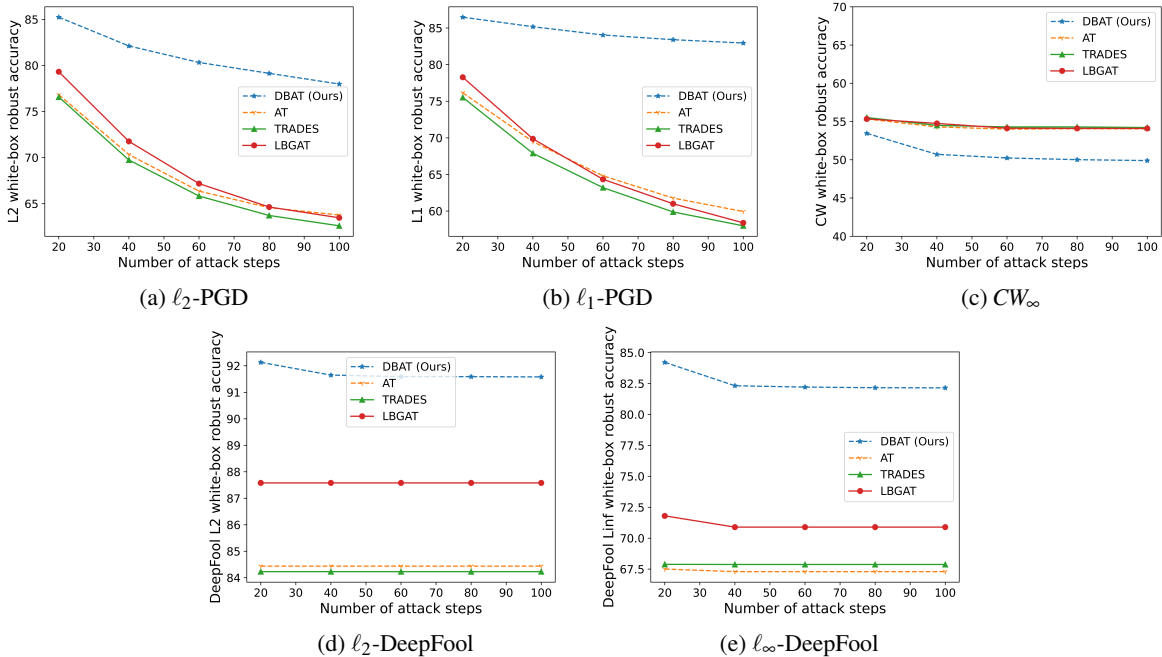 L2 white-box robust accuracy
85
80
75
70
65
DBAT (Ours)
AT
TRADES
LBGAT
20 30 40 50 60 70 80 90 100
Number of attack steps
(a) ℓ2-PGD
L1 white-box robust accuracy
85
80
75
70
65
60
DBAT (Ours)
AT
TRADES
LBGAT
20 30 40 50 60 70 80 90 100
Number of attack steps
(b) ℓ1-PGD
CW white-box robust accuracy
70
65
60
55
50
45
40
DBAT (Ours)
AT
TRADES
LBGAT
20 30 40 50 60 70 80 90 100
Number of attack steps
(c) CW∞
DeepFool L2 white-box robust accuracy
92
91
90
89
88
87
86
85
84
DBAT (Ours)
AT
TRADES
LBGAT
20 30 40 50 60 70 80 90 100
Number of attack steps
(d) ℓ2-DeepFool
DeepFool Linf white-box robust accuracy
85.0
82.5
80.0
77.5
75.0
72.5
70.0
67.5
DBAT (Ours)
AT
TRADES
LBGAT
20 30 40 50 60 70 80 90 100
Number of attack steps
(e) ℓ∞-DeepFool